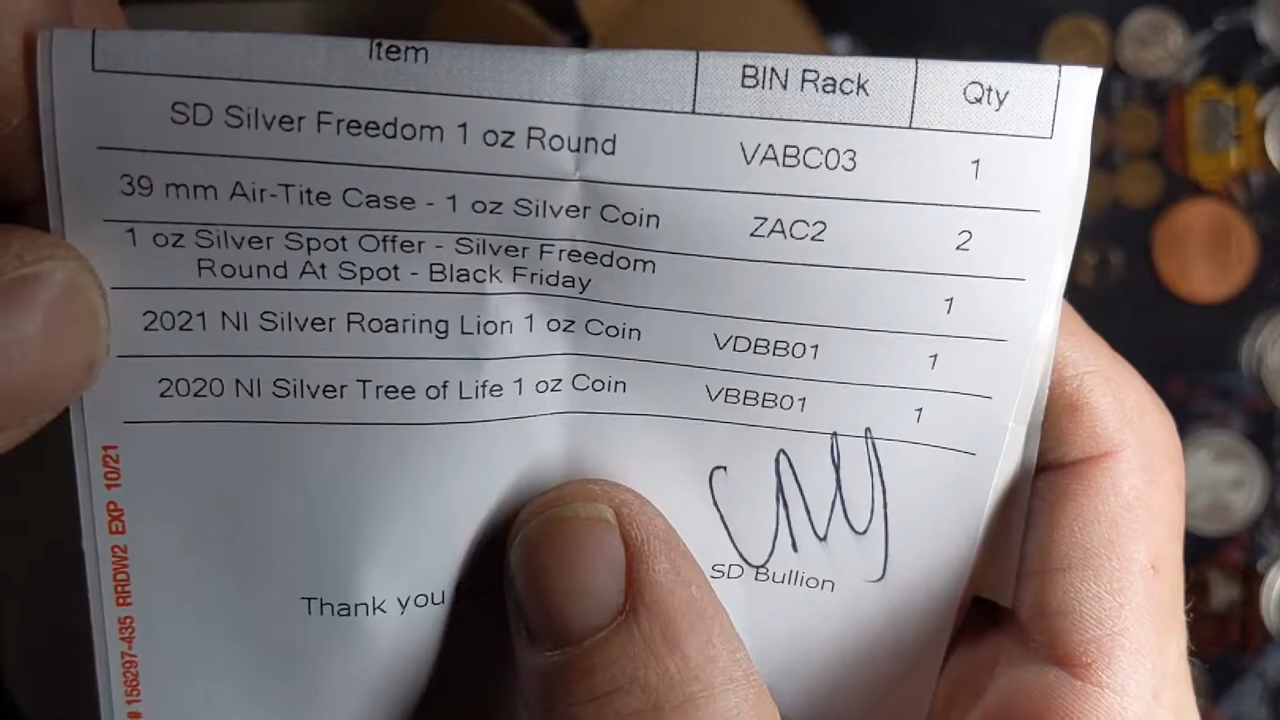 Item BIN Rack Qty
SD Silver Freedom 1 oz Round VABC03 1
39 mm Air-Tite Case - 1 oz Silver Coin ZAC2 2
1 oz Silver Spot Offer - Silver Freedom
Round At Spot - Black Friday 1
2021 NI Silver Roaring Lion 1 oz Coin VDBB01 1
2020 NI Silver Tree of Life 1 oz Coin VBBB01 1
SD Bullion
Thank you
# 156297-435 RRDW2 EXP 10/21